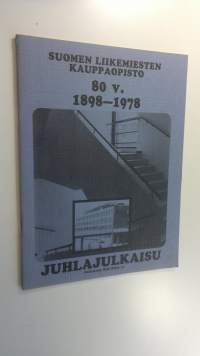 SUOMEN LIIKEMIESTEN
KAUPPAOPISTO
80 v.
1898—1978
JUHLAJULKAISU